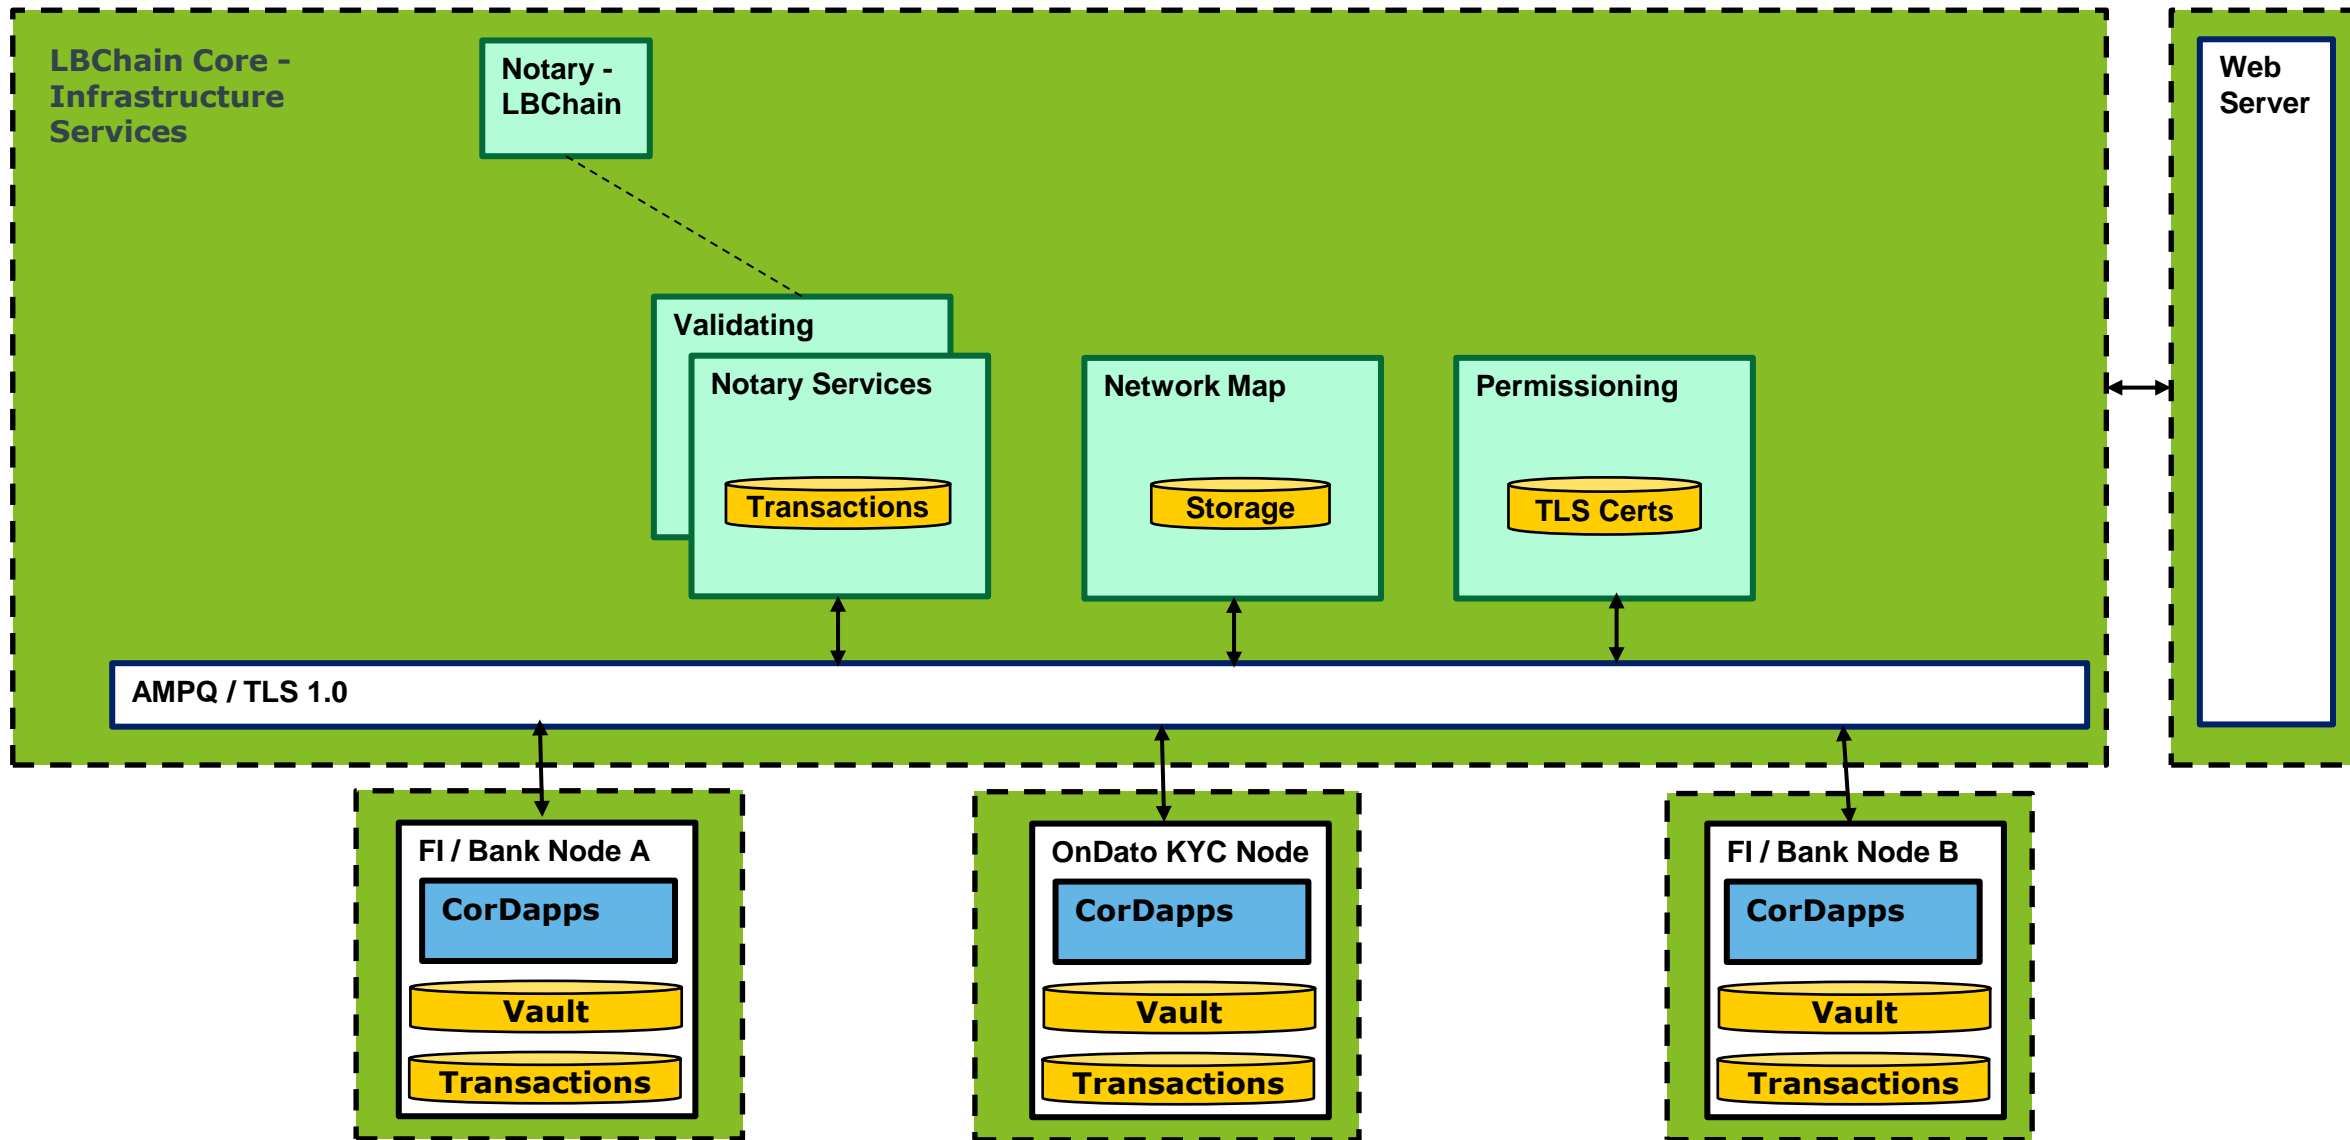 LBChain Core -
Infrastructure
Services
Notary -
LBChain
Web
Server
Validating
Notary Services
Transactions
Network Map
Storage
Permissioning
TLS Certs
AMPQ / TLS 1.0
FI / Bank Node A
CorDapps
Vault
Transactions
OnDato KYC Node
CorDapps
Vault
Transactions
FI / Bank Node B
CorDapps
Vault
Transactions